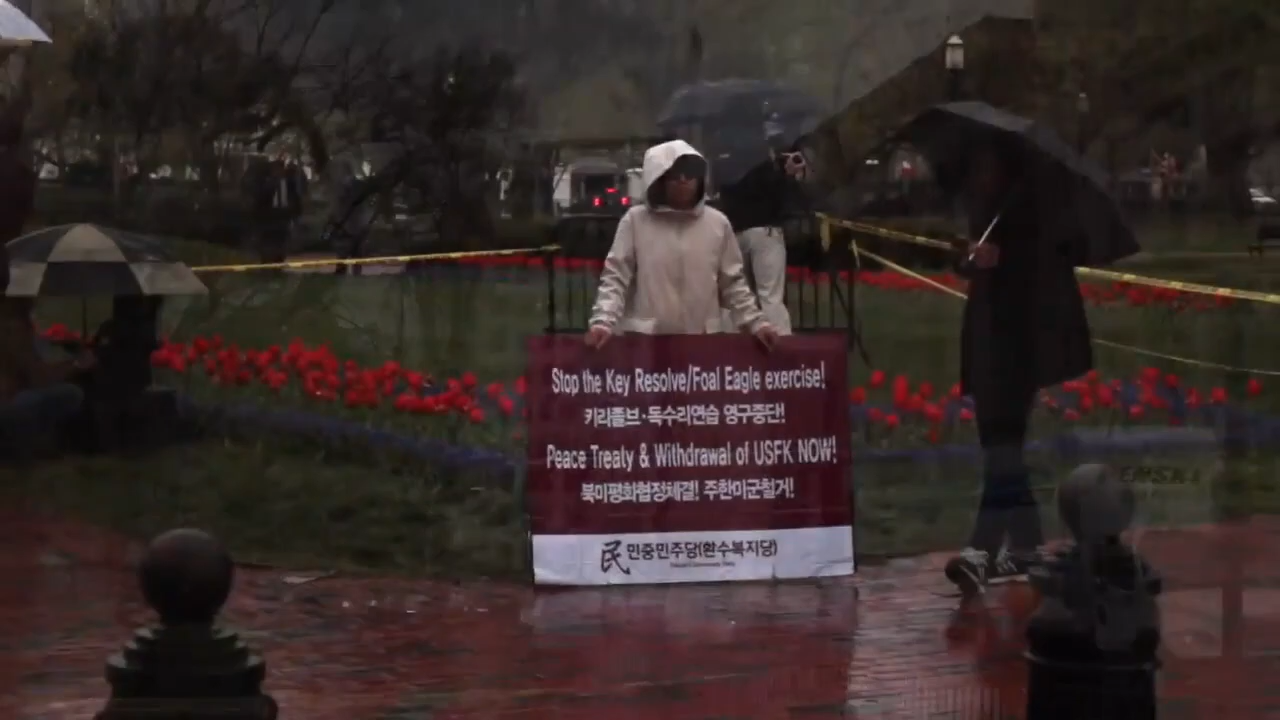 Stop the Key Resolve/Foal Eagle exercise!
키리졸브·독수리연습 영구중단!
Peace Treaty & Withdrawal of USFK NOW!
북미평화협정체결! 주한미군철거!
民 민중민주당(환수복지당)